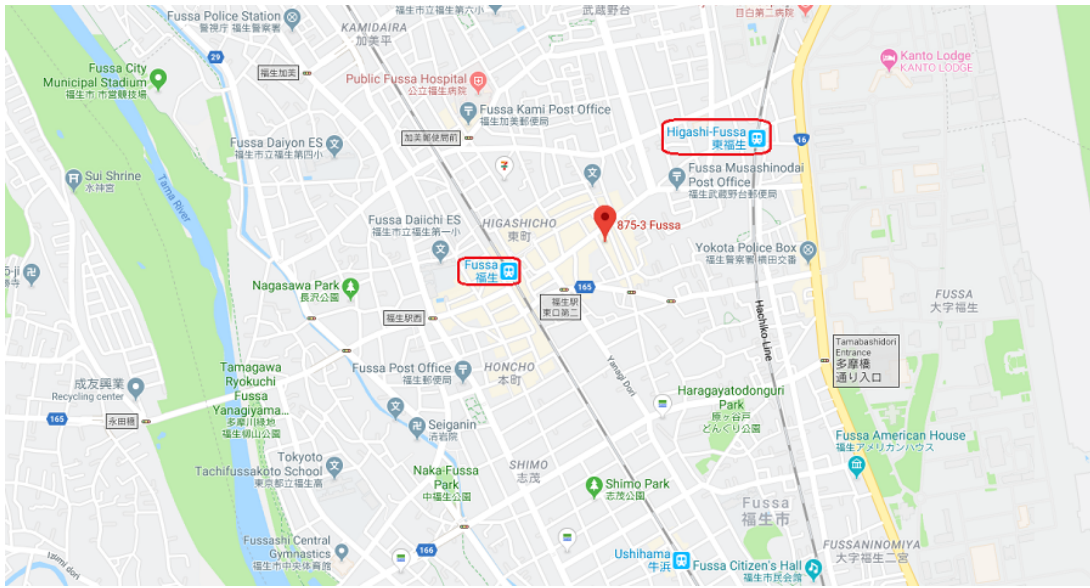 Fussa Police Station
警視庁 福生警察署
KAMIDAIRA
加美平
福生市立福生第六小
武蔵野台
目白第二病院
Kanto Lodge
KANTO LODGE
29
福生加美
Fussa City
Municipal Stadium
福生市 市営競技場
Public Fussa Hospital
公立福生病院
Fussa Kami Post Office
福生加美郵便局
加美郵便局前
Higashi-Fussa
東福生
16
Fussa Daiyon ES
福生市立福生第四小
Sui Shrine
水神宮
Tama River
7
Fussa Musashinodai
Post Office
福生武蔵野台郵便局
Fussa Daiichi ES
福生市立福生第一小
HIGASHICHO
東町
875-3 Fussa
Yokota Police Box
福生警察署 横田交番
Fussa
福生
Nagasawa Park
長沢公園
165
福生駅
東口第二
福生駅西
Hachiko-Line
FUSSA
大字福生
Tamabashidori
Entrance
多摩橋
通り入口
Fussa Post Office
福生郵便局
HONCHO
本町
Yanagi Dori
Tamagawa
Ryokuchi
Fussa
Yanagiyama...
多摩川緑地
福生柳山公園
成友興業
Recycling center
165
永田橋
Haragayatodonguri
Park
原ヶ谷戸
どんぐり公園
Seiganin
清岩院
Fussa American House
福生アメリカンハウス
Tokyoto
Tachifussakoto School
東京都立福生高
Naka-Fussa
Park
中福生公園
SHIMO
志茂
Shimo Park
志茂公園
Fussa
福生市
Fussashi Central
Gymnastics
福生市中央体育館
166
Ushihama
牛浜
Fussa Citizen's Hall
福生市民会館
FUSSANINOMIYA
大字福生二宮